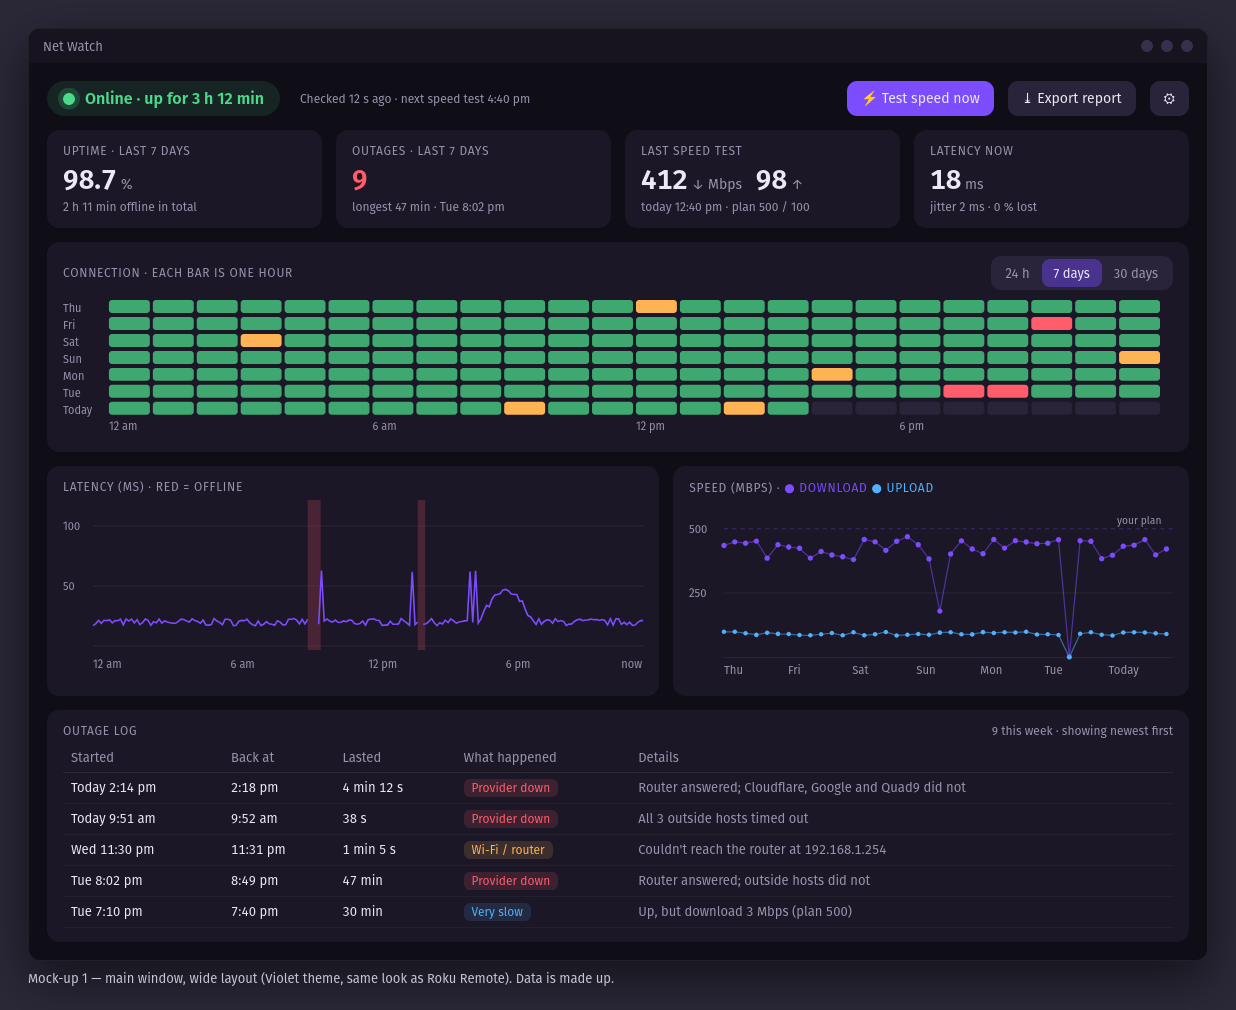 Net Watch
Online · up for 3 h 12 min
Checked 12 s ago · next speed test 4:40 pm
⚡ Test speed now
⤓ Export report
⚙
UPTIME · LAST 7 DAYS
98.7 %
2 h 11 min offline in total
OUTAGES · LAST 7 DAYS
9
longest 47 min · Tue 8:02 pm
LAST SPEED TEST
412 ↓ Mbps 98 ↑
today 12:40 pm · plan 500 / 100
LATENCY NOW
18 ms
jitter 2 ms · 0 % lost
CONNECTION · EACH BAR IS ONE HOUR
24 h 7 days 30 days
Thu
Fri
Sat
Sun
Mon
Tue
Today
12 am 6 am 12 pm 6 pm
LATENCY (MS) · RED = OFFLINE
100
50
12 am 6 am 12 pm 6 pm now
SPEED (MBPS) · ● DOWNLOAD ● UPLOAD
your plan
500
250
Thu Fri Sat Sun Mon Tue Today
OUTAGE LOG
9 this week · showing newest first
Started Back at Lasted What happened Details
Today 2:14 pm 2:18 pm 4 min 12 s Provider down Router answered; Cloudflare, Google and Quad9 did not
Today 9:51 am 9:52 am 38 s Provider down All 3 outside hosts timed out
Wed 11:30 pm 11:31 pm 1 min 5 s Wi-Fi / router Couldn't reach the router at 192.168.1.254
Tue 8:02 pm 8:49 pm 47 min Provider down Router answered; outside hosts did not
Tue 7:10 pm 7:40 pm 30 min Very slow Up, but download 3 Mbps (plan 500)
Mock-up 1 — main window, wide layout (Violet theme, same look as Roku Remote). Data is made up.